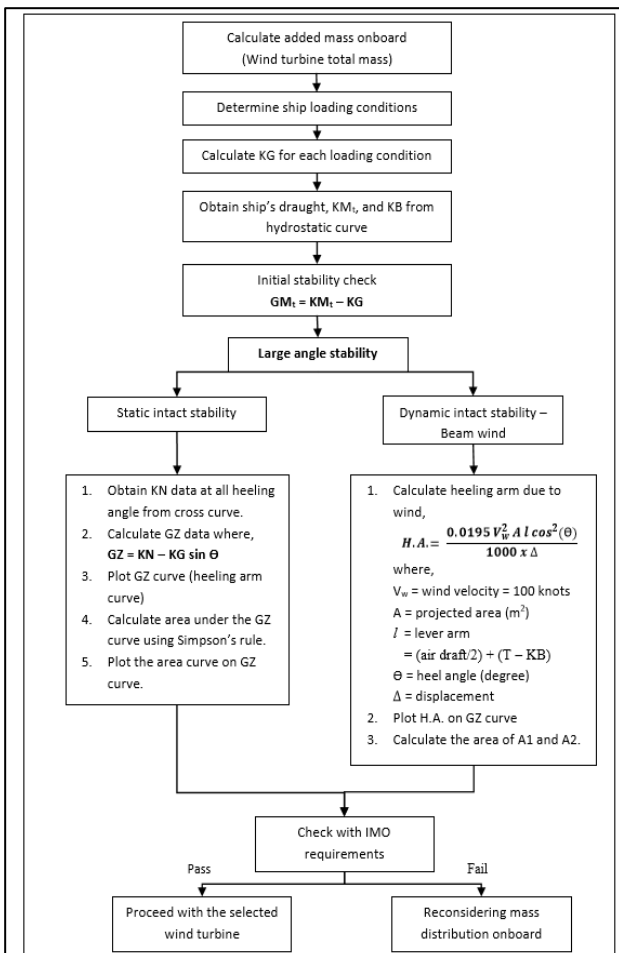 Calculate added mass onboard
(Wind turbine total mass)
Determine ship loading conditions
Calculate KG for each loading condition
Obtain ship's draught, KMₜ, and KB from
hydrostatic curve
Initial stability check
GMₜ = KMₜ – KG
Large angle stability
Static intact stability
Dynamic intact stability –
Beam wind
1. Obtain KN data at all heeling
angle from cross curve.
2. Calculate GZ data where,
GZ = KN – KG sin Θ
3. Plot GZ curve (heeling arm
curve)
4. Calculate area under the GZ
curve using Simpson's rule.
5. Plot the area curve on GZ
curve.
1. Calculate heeling arm due to
wind,
H.A.= 0.0195 V_w^2 A l cos²(Θ)
1000 x Δ
where,
V_w = wind velocity = 100 knots
A = projected area (m²)
l = lever arm
= (air draft/2) + (T – KB)
Θ = heel angle (degree)
Δ = displacement
2. Plot H.A. on GZ curve
3. Calculate the area of A1 and A2.
Check with IMO
requirements
Pass
Fail
Proceed with the selected
wind turbine
Reconsidering mass
distribution onboard